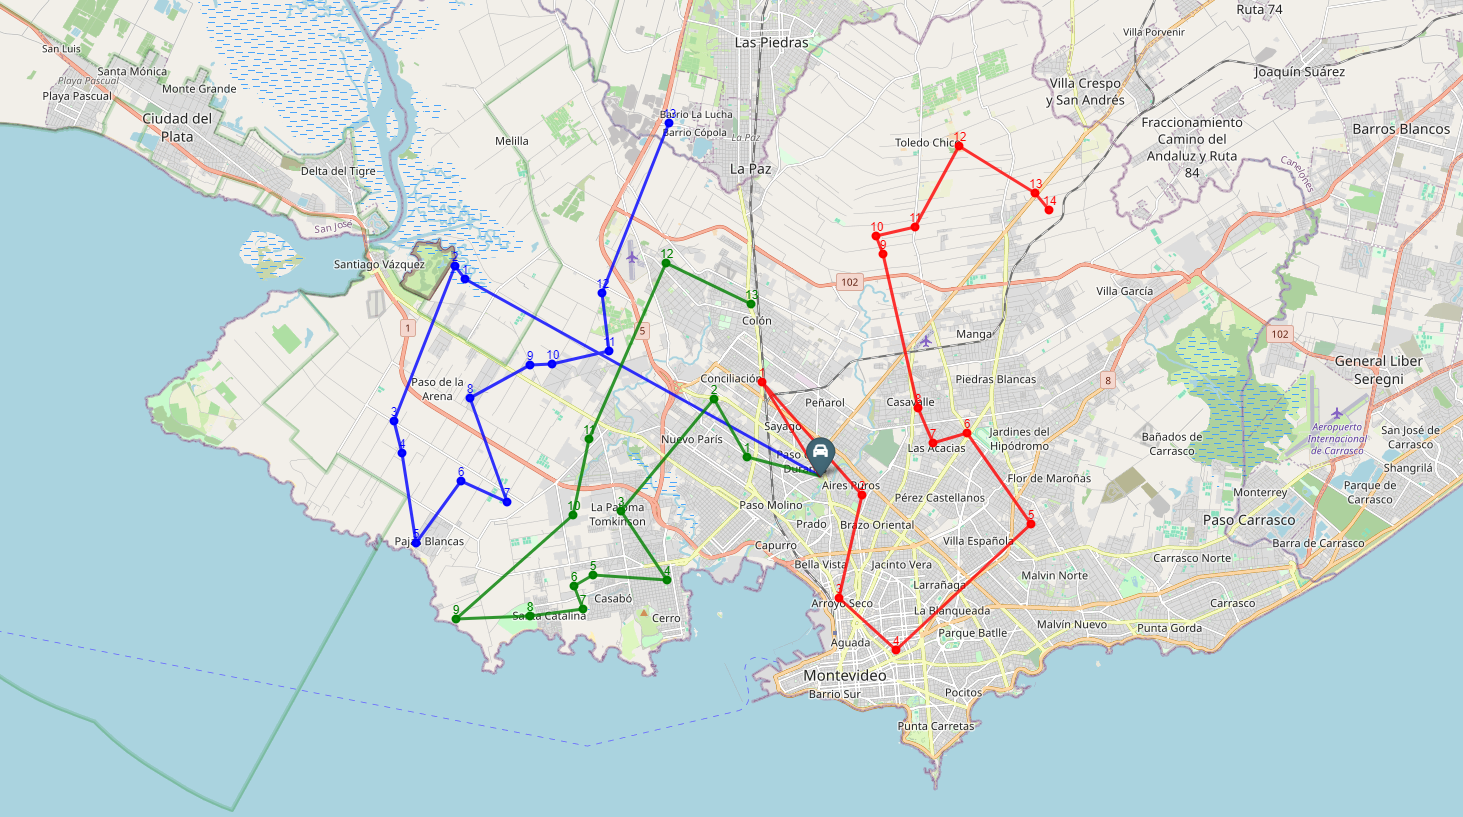 Ruta 74
Las Piedras
Villa Porvenir
San Luis
Santa Mónica
Joaquín Suárez
Playa Pascual
Monte Grande
Villa Crespo
y San Andrés
Playa Pascual
Ciudad del
Plata
Barrio La Lucha
Barrio Cópola
La Paz
Fraccionamiento
Camino del
Andaluz y Ruta
84
Barros Blancos
Melilla
Toledo Chico
12
La Paz
Delta del Tigre
Canelones
13
14
San José
10
11
9
Santiago Vázquez
2
1
12
102
Villa García
12
13
Colón
1
5
Manga
102
11
9
10
General Liber
Seregni
Paso de la
Arena
8
Conciliación
1
Piedras Blancas
8
2
Peñarol
Casavalle
8
3
Sayago
7
6
Jardines del
Hipódromo
Aeropuerto
Internacional
de Carrasco
San José de
Carrasco
11
Nuevo París
1
Las Acacias
Bañados de
Carrasco
4
Shangrilá
6
7
Aires Puros
Pérez Castellanos
Flor de Maroñas
Monterrey
Parque de
Carrasco
10
La Paloma
Tomkinson
3
Paso Molino
Prado
Brazo Oriental
5
Paso Carrasco
5
Pajas Blancas
Capurro
Villa Española
Barra de Carrasco
Bella Vista
Jacinto Vera
Carrasco Norte
6
5
4
Larrañaga
Malvín Norte
9
8
7
Casabó
3
Arroyo Seco
La Blanqueada
Carrasco
Santa Catalina
Cerro
Aguada
4
Parque Batlle
Malvín Nuevo
Punta Gorda
Montevideo
Barrio Sur
Pocitos
Punta Carretas